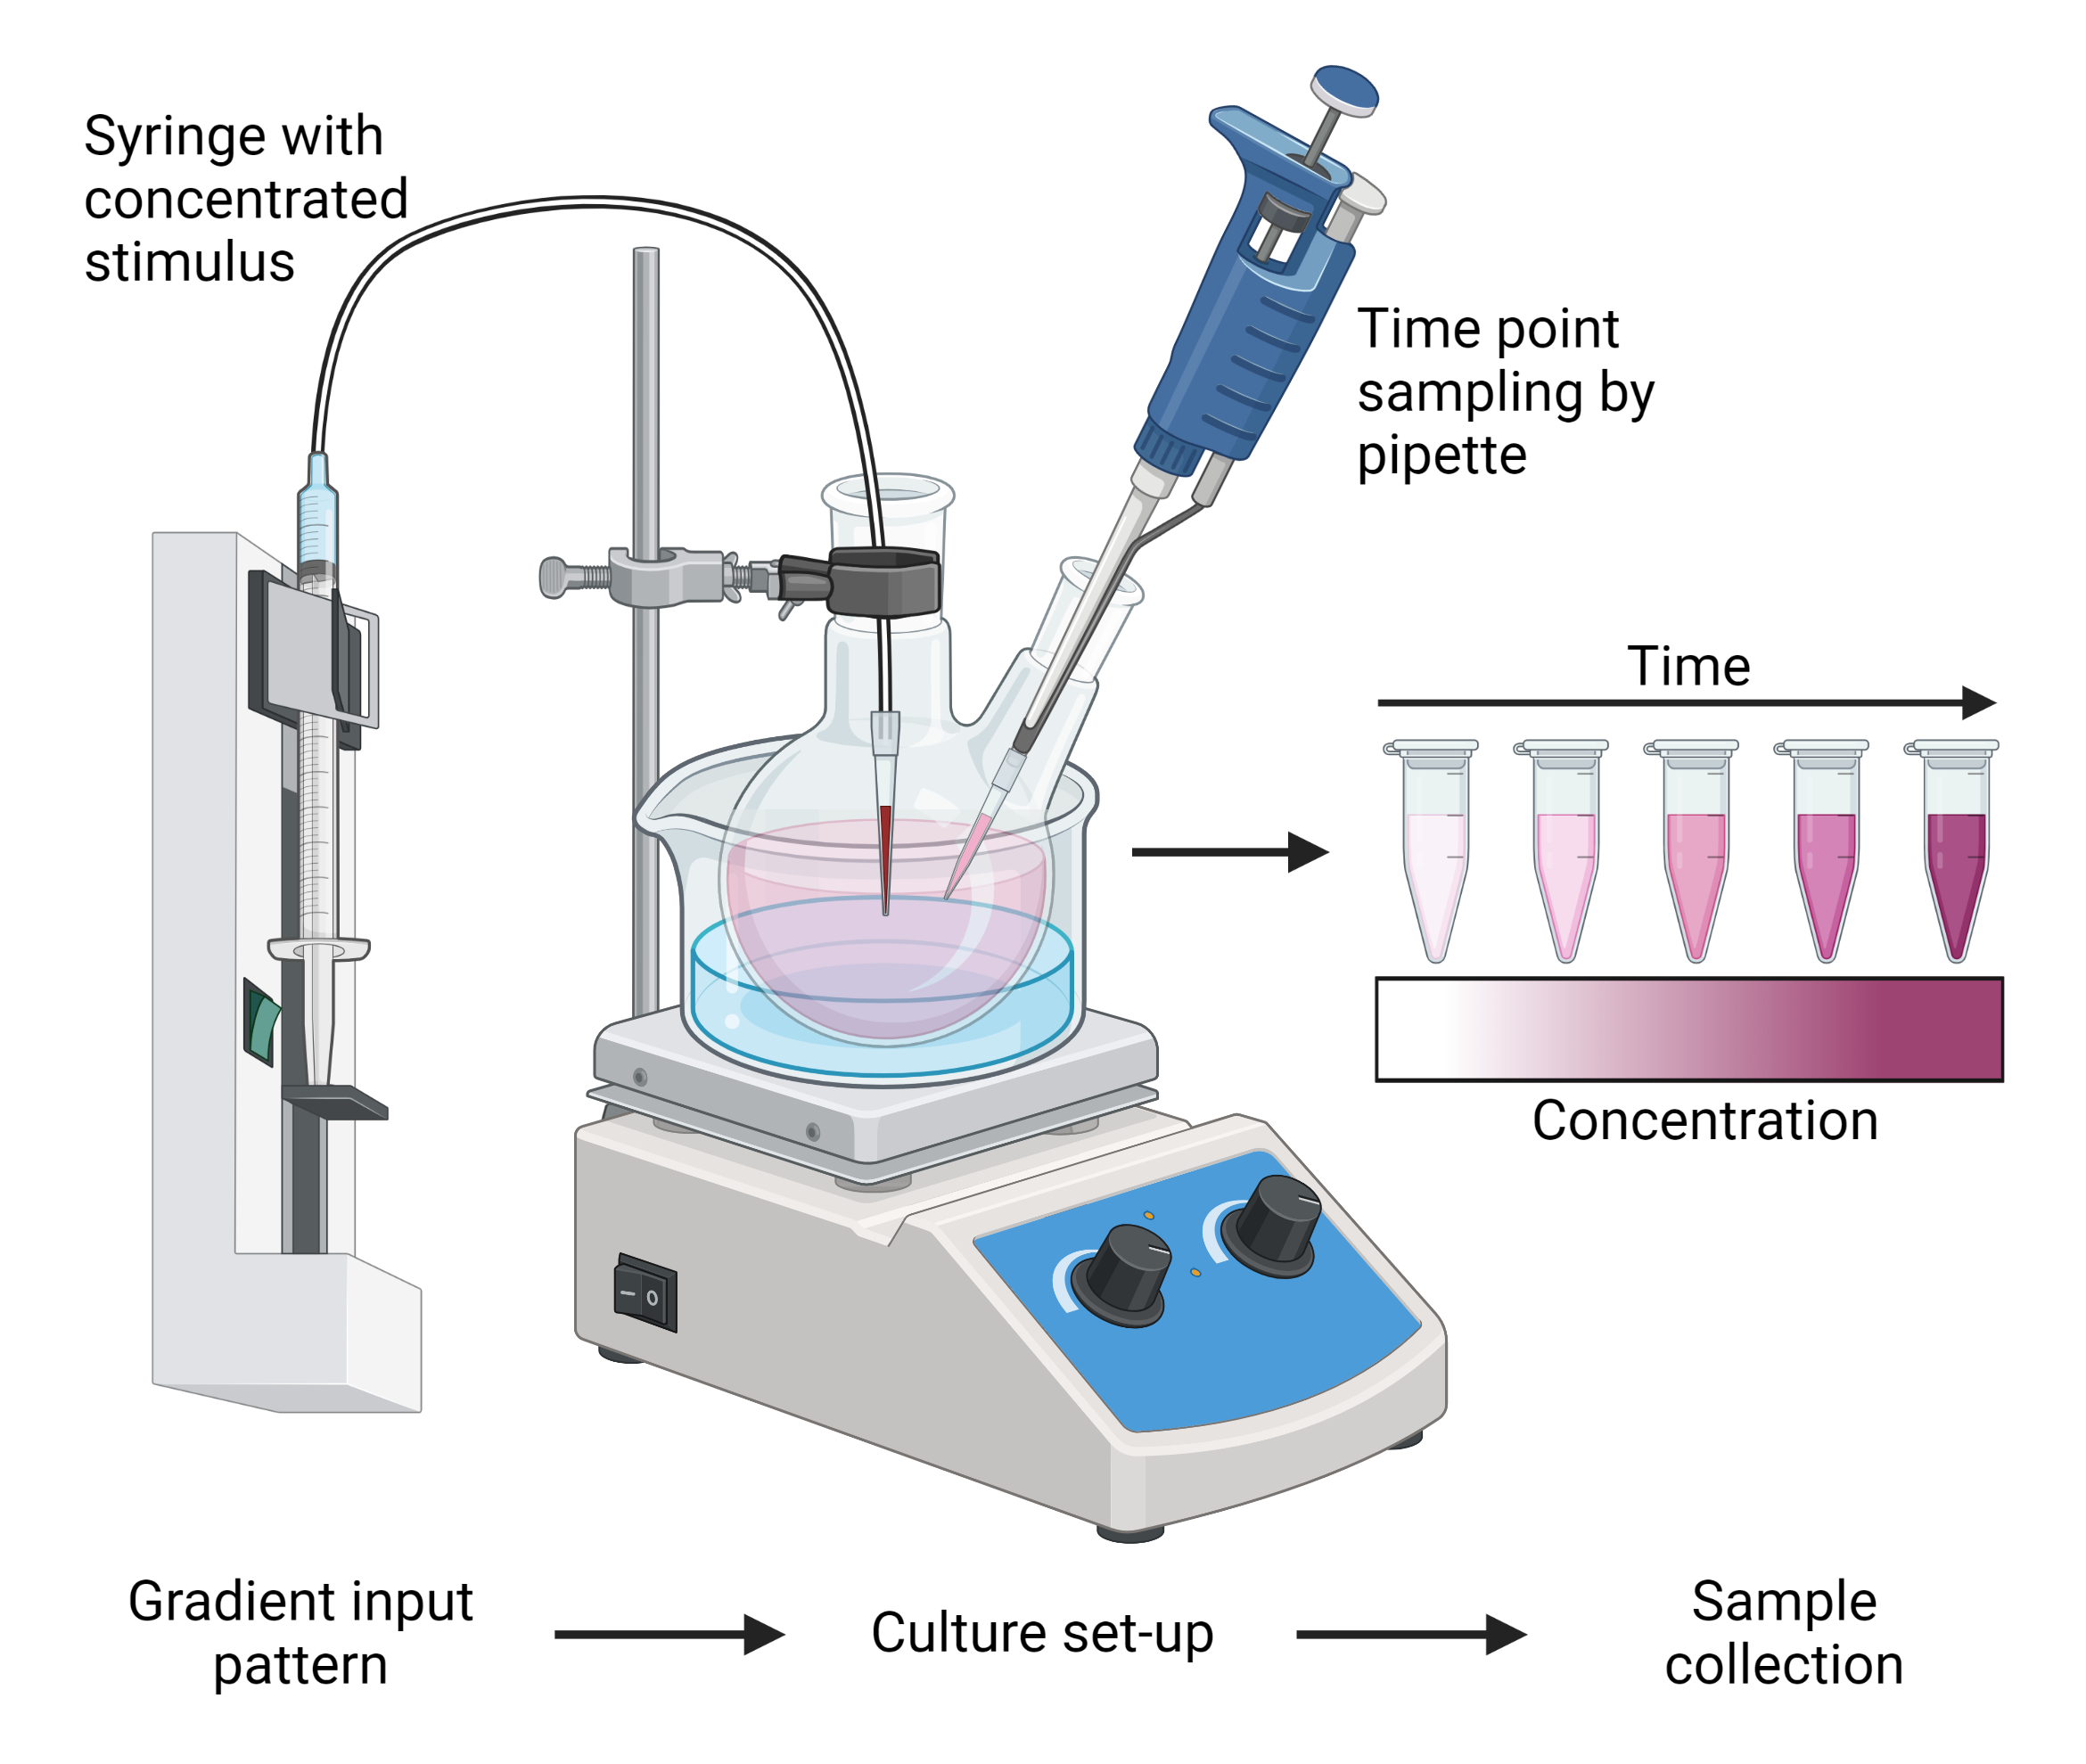 Syringe with
concentrated
stimulus
Time point
sampling by
pipette
Time
Concentration
Gradient input
pattern
Culture set-up
Sample
collection